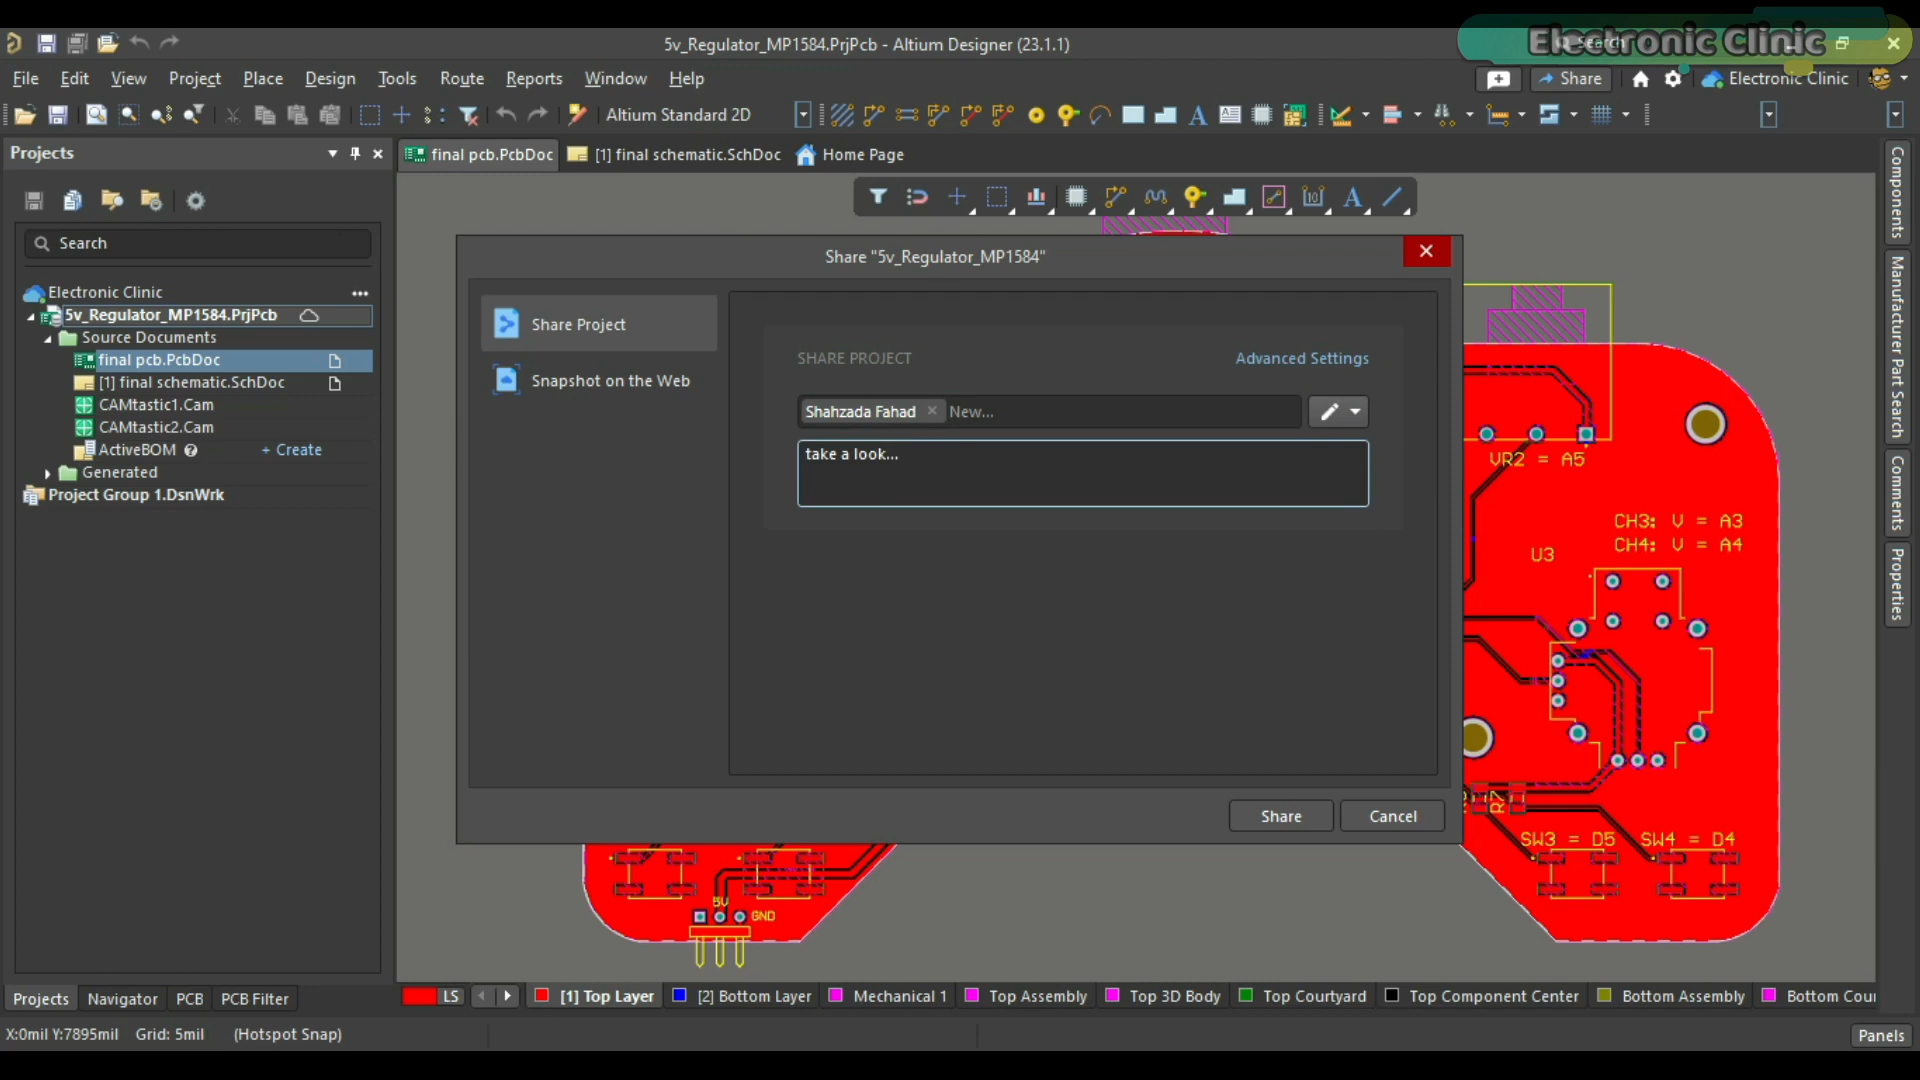 Electronic Clinic
5v_Regulator_MP1584.PrjPcb - Altium Designer (23.1.1)
Search
File Edit View Project Place Design Tools Route Reports Window Help
Share
Electronic Clinic
Altium Standard 2D
Projects
final pcb.PcbDoc
[1] final schematic.SchDoc
Home Page
Search
Electronic Clinic
5v_Regulator_MP1584.PrjPcb
Source Documents
final pcb.PcbDoc
[1] final schematic.SchDoc
CAMtastic1.Cam
CAMtastic2.Cam
ActiveBOM
+ Create
Generated
Project Group 1.DsnWrk
Share "5v_Regulator_MP1584"
Share Project
Snapshot on the Web
SHARE PROJECT
Advanced Settings
Shahzada Fahad
New...
take a look...
Share
Cancel
VR2 = A5
CH3: V = A3
CH4: V = A4
U3
R7
SW3 = D5
SW4 = D4
5V
GND
Components
Manufacturer Part Search
Comments
Properties
Projects
Navigator
PCB
PCB Filter
LS
[1] Top Layer
[2] Bottom Layer
Mechanical 1
Top Assembly
Top 3D Body
Top Courtyard
Top Component Center
Bottom Assembly
Bottom Cour
X:0mil Y:7895mil
Grid: 5mil
(Hotspot Snap)
Panels